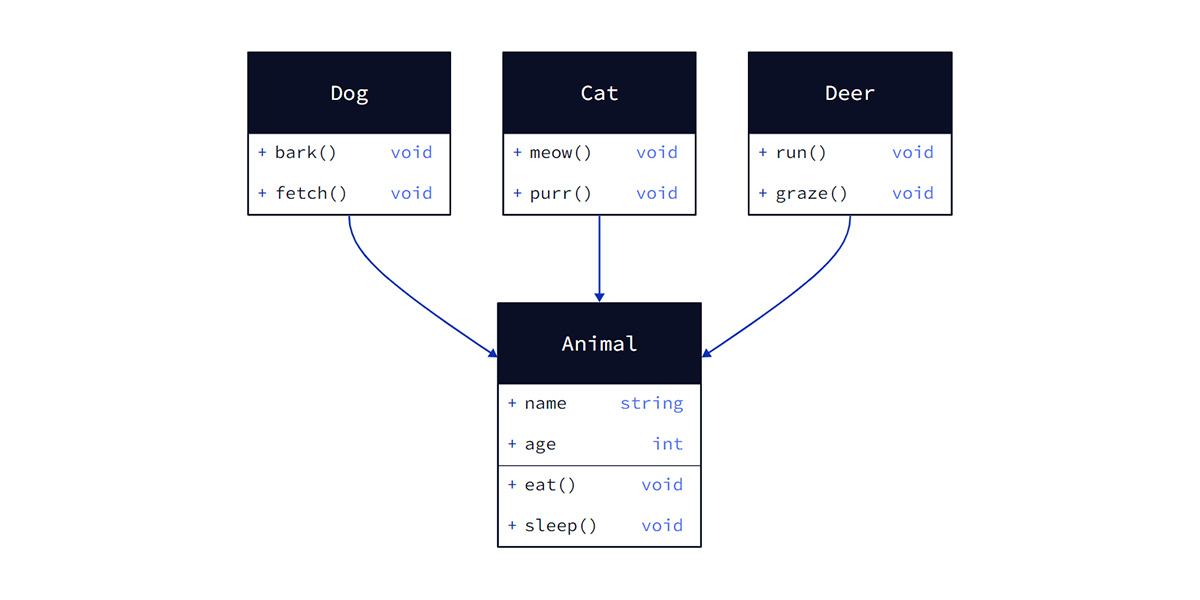 Dog
+ bark() void
+ fetch() void
Cat
+ meow() void
+ purr() void
Deer
+ run() void
+ graze() void
Animal
+ name string
+ age int
+ eat() void
+ sleep() void